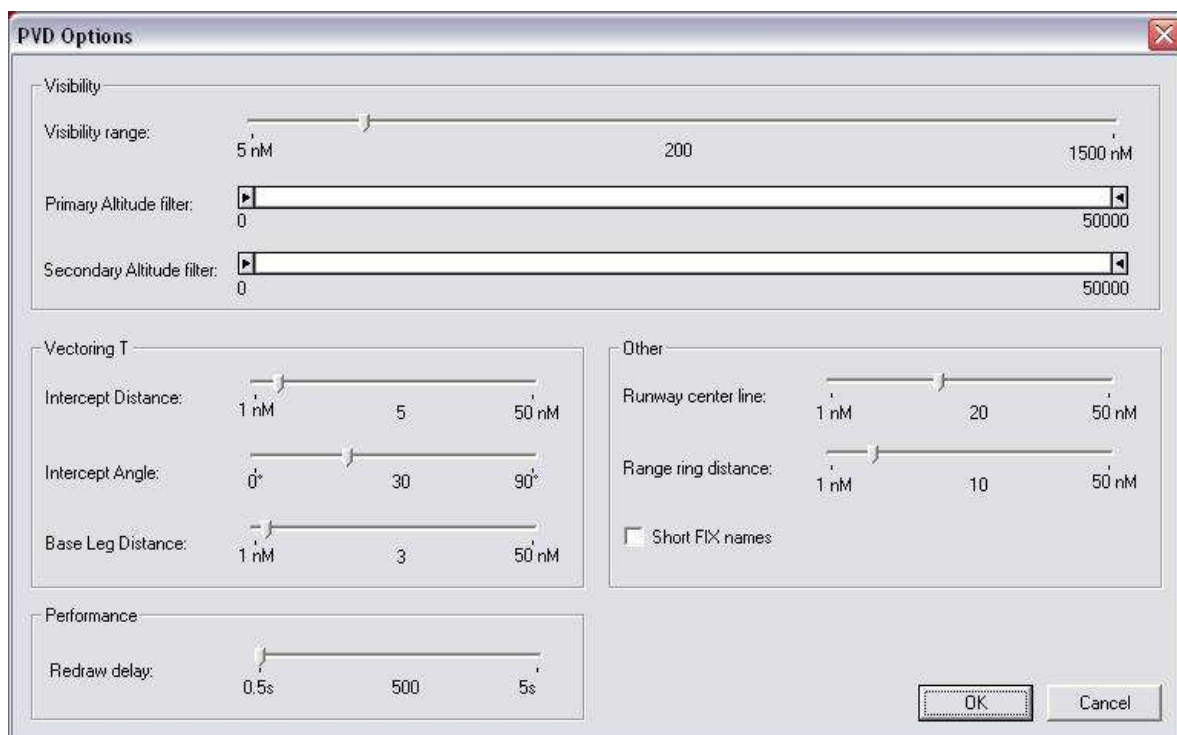 PVD Options
Visibility
Visibility range:
5 nM 200 1500 nM
Primary Altitude filter:
0 50000
Secondary Altitude filter:
0 50000
Vectoring T
Intercept Distance:
1 nM 5 50 nM
Intercept Angle:
0° 30 90°
Base Leg Distance:
1 nM 3 50 nM
Other
Runway center line:
1 nM 20 50 nM
Range ring distance:
1 nM 10 50 nM
Short FIX names
Performance
Redraw delay:
0.5s 500 5s
OK Cancel